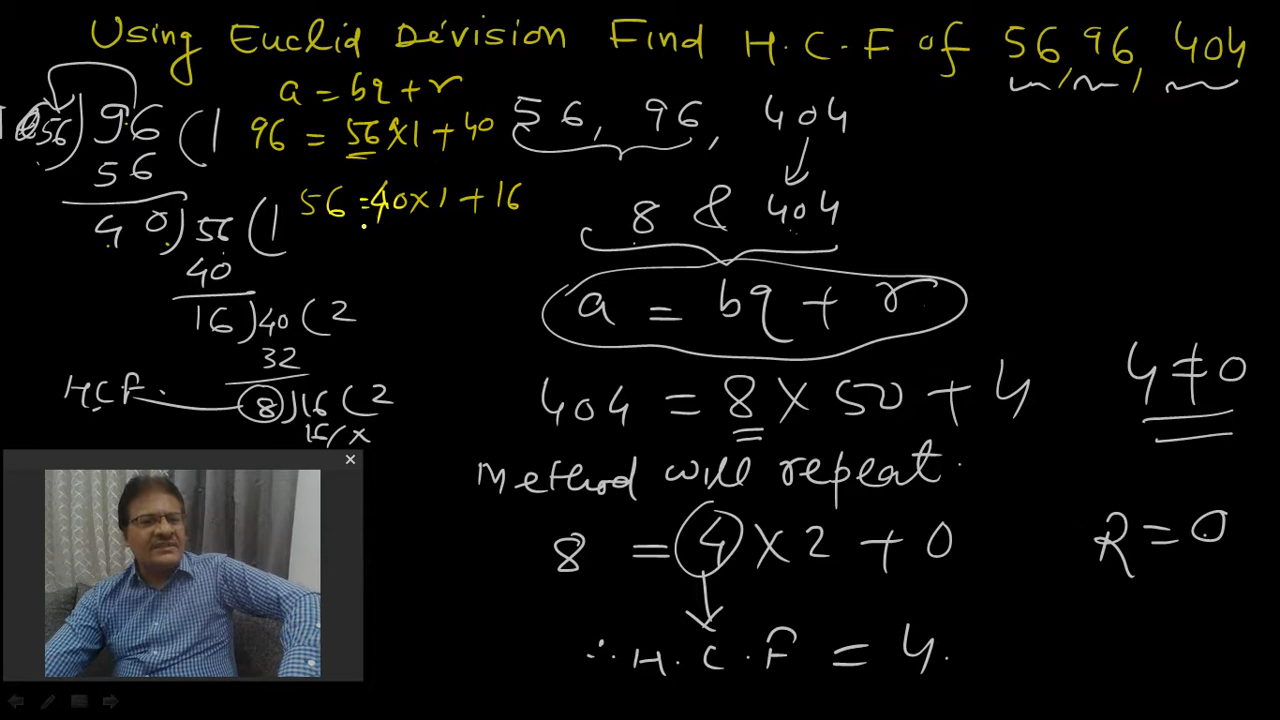 Using Euclid Division Find H.C.F of 56, 96, 404
a = bq + r
56) 96 (1
56
40) 56 (1
40
16) 40 (2
32
HCF. 8) 16 (2
16/x
96 = 56 x 1 + 40
56 = 40 x 1 + 16
56, 96, 404
8 & 404
a = bq + r
404 = 8 x 50 + 4
4 ≠ 0
Method will repeat.
8 = 4 x 2 + 0
R = 0
∴ H.C.F = 4.